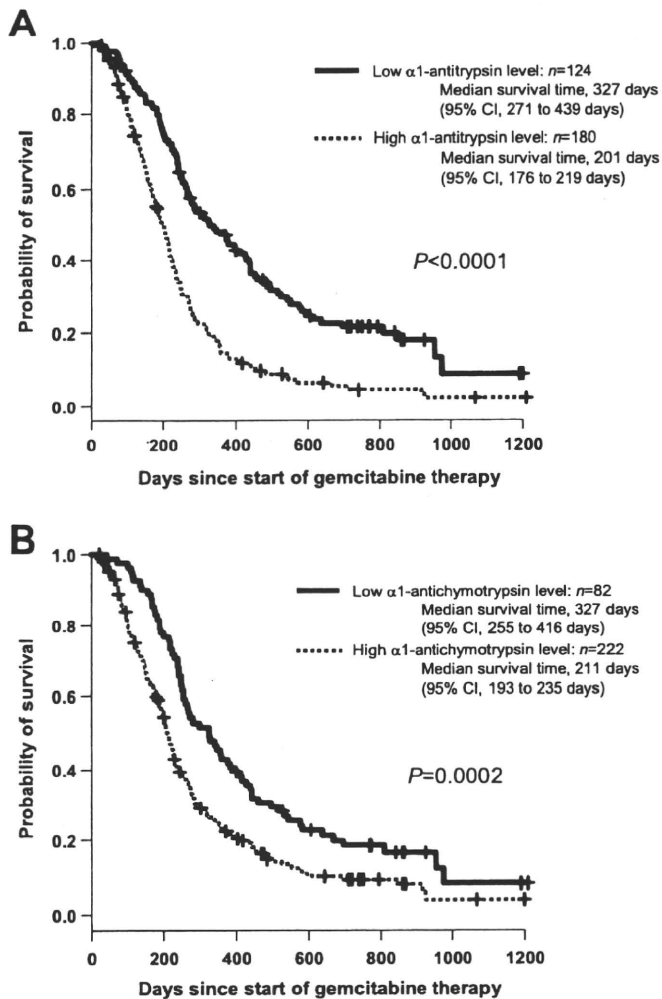 A
1.0
0.8
0.6
0.4
0.2
0.0
Probability of survival
Low α1-antitrypsin level: n=124
Median survival time, 327 days
(95% CI, 271 to 439 days)
High α1-antitrypsin level: n=180
Median survival time, 201 days
(95% CI, 176 to 219 days)
P<0.0001
0 200 400 600 800 1000 1200
Days since start of gemcitabine therapy
B
1.0
0.8
0.6
0.4
0.2
0.0
Probability of survival
Low α1-antichymotrypsin level: n=82
Median survival time, 327 days
(95% CI, 255 to 416 days)
High α1-antichymotrypsin level: n=222
Median survival time, 211 days
(95% CI, 193 to 235 days)
P=0.0002
0 200 400 600 800 1000 1200
Days since start of gemcitabine therapy